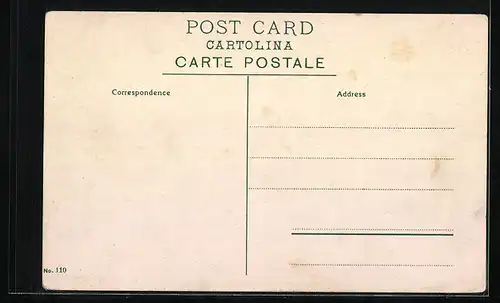 POST CARD
CARTOLINA
CARTE POSTALE
Correspondence
Address
No. 110